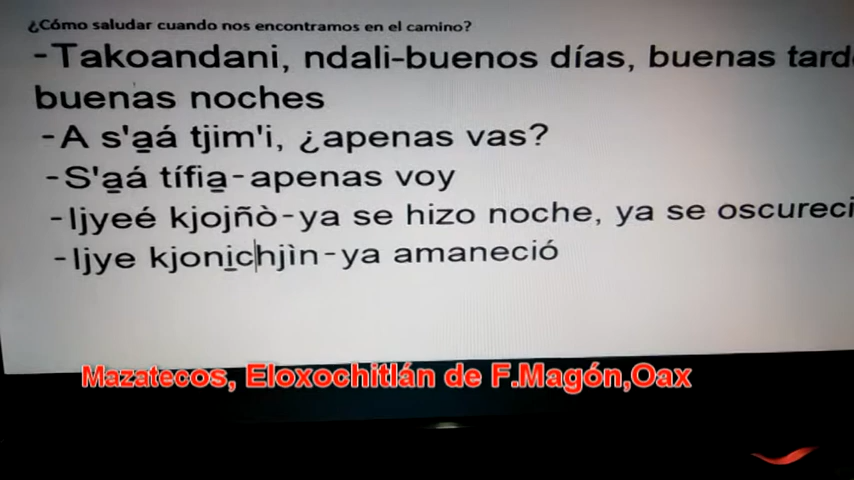 ¿Cómo saludar cuando nos encontramos en el camino?
-Takoandani, ndali-buenos días, buenas tard
buenas noches
-A s'a̲á tjim'i, ¿apenas vas?
-S'a̲á tífia̲-apenas voy
-Ijyeé kjojñò-ya se hizo noche, ya se oscureci
-Ijye kjoni̲chjìn-ya amaneció
Mazatecos, Eloxochitlán de F.Magón,Oax